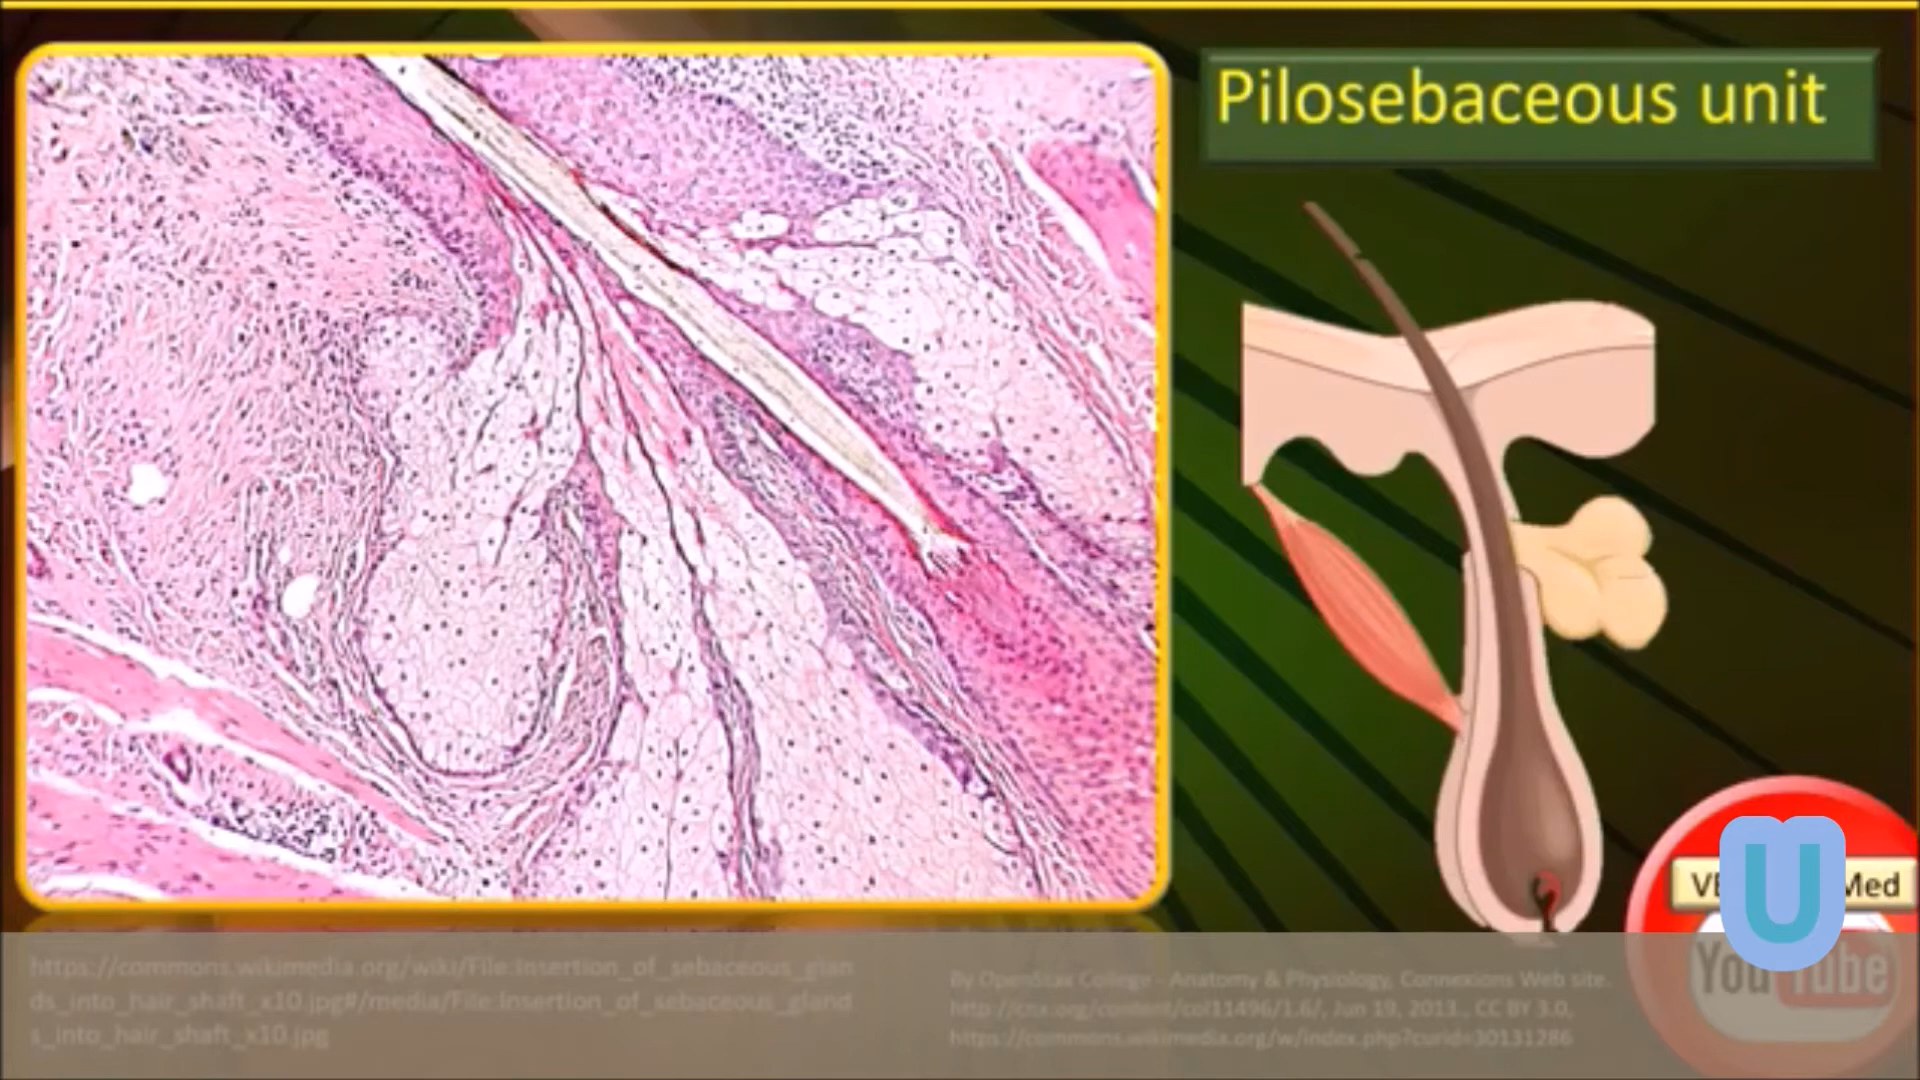 Pilosebaceous unit
Med
U
YouTube
https://commons.wikimedia.org/wiki/File:Insertion_of_sebaceous_glan
ds_into_hair_shaft_x10.jpg#/media/File:Insertion_of_sebaceous_gland
s_into_hair_shaft_x10.jpg
By OpenStax College - Anatomy & Physiology, Connexions Web site.
http://cnx.org/content/col11496/1.6/, Jun 19, 2013., CC BY 3.0,
https://commons.wikimedia.org/w/index.php?curid=30131286